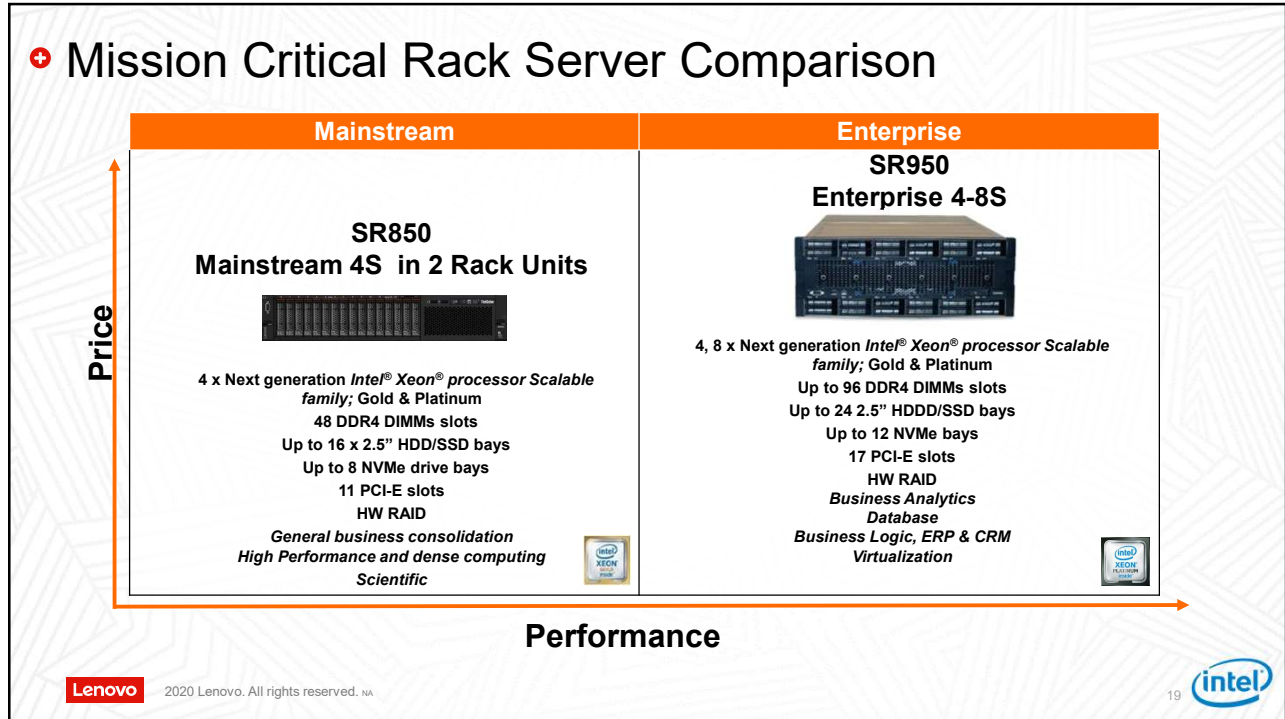 Mission Critical Rack Server Comparison
Mainstream
Enterprise
SR850
Mainstream 4S in 2 Rack Units
4 x Next generation Intel® Xeon® processor Scalable
family; Gold & Platinum
48 DDR4 DIMMs slots
Up to 16 x 2.5” HDD/SSD bays
Up to 8 NVMe drive bays
11 PCI-E slots
HW RAID
General business consolidation
High Performance and dense computing
Scientific
intel
XEON
GOLD
inside
SR950
Enterprise 4-8S
4, 8 x Next generation Intel® Xeon® processor Scalable
family; Gold & Platinum
Up to 96 DDR4 DIMMs slots
Up to 24 2.5” HDDD/SSD bays
Up to 12 NVMe bays
17 PCI-E slots
HW RAID
Business Analytics
Database
Business Logic, ERP & CRM
Virtualization
intel
XEON
PLATINUM
inside
Price
Performance
Lenovo
2020 Lenovo. All rights reserved. NA
19
intel